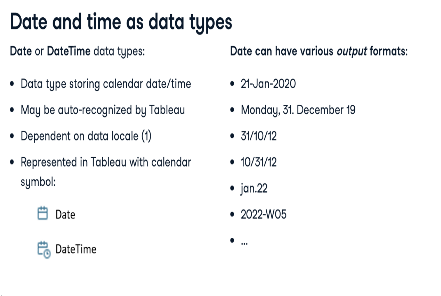 Date and time as data types
Date or DateTime data types:
• Data type storing calendar date/time
• May be auto-recognized by Tableau
• Dependent on data locale (1)
• Represented in Tableau with calendar
symbol:
Date
DateTime
Date can have various output formats:
• 21-Jan-2020
• Monday, 31. December 19
• 31/10/12
• 10/31/12
• jan.22
• 2022-W05
• ...